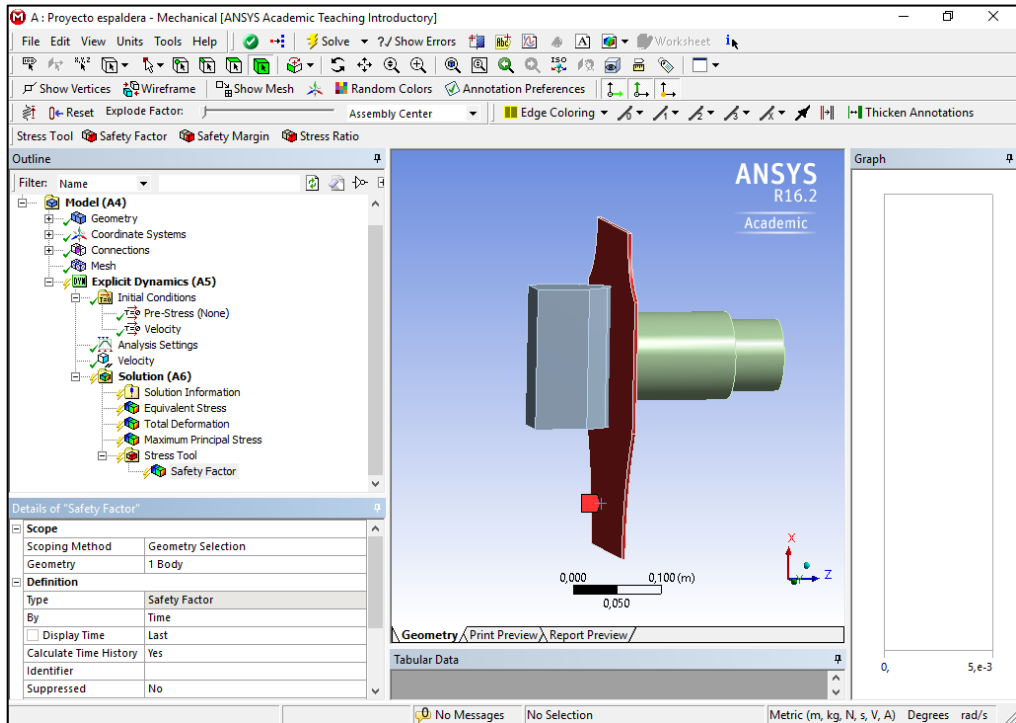 A : Proyecto espaldera - Mechanical [ANSYS Academic Teaching Introductory]
File Edit View Units Tools Help Solve ?/ Show Errors Worksheet
Show Vertices Wireframe Show Mesh Random Colors Annotation Preferences
Reset Explode Factor: Assembly Center Edge Coloring Thicken Annotations
Stress Tool Safety Factor Safety Margin Stress Ratio
Outline
Filter: Name
Model (A4)
Geometry
Coordinate Systems
Connections
Mesh
Explicit Dynamics (A5)
Initial Conditions
Pre-Stress (None)
Velocity
Analysis Settings
Velocity
Solution (A6)
Solution Information
Equivalent Stress
Total Deformation
Maximum Principal Stress
Stress Tool
Safety Factor
Details of "Safety Factor"
Scope
Scoping Method Geometry Selection
Geometry 1 Body
Definition
Type Safety Factor
By Time
Display Time Last
Calculate Time History Yes
Identifier
Suppressed No
ANSYS
R16.2
Academic
X
Z
0,000 0,100 (m)
0,050
Geometry Print Preview Report Preview
Tabular Data
Graph
0, 5,e-3
No Messages No Selection Metric (m, kg, N, s, V, A) Degrees rad/s